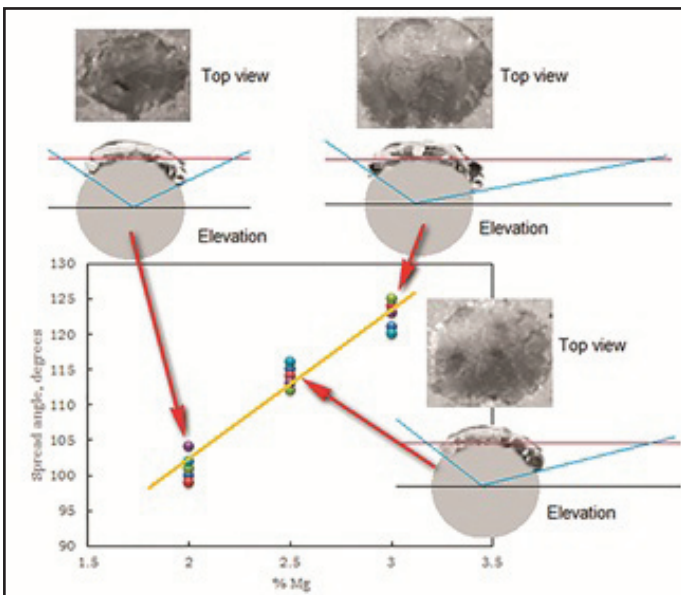 Top view
Top view
Elevation
Elevation
130
125
120
115
110
105
100
95
90
Spread angle, degrees
Top view
Elevation
1.5
2
2.5
3
3.5
% Mg